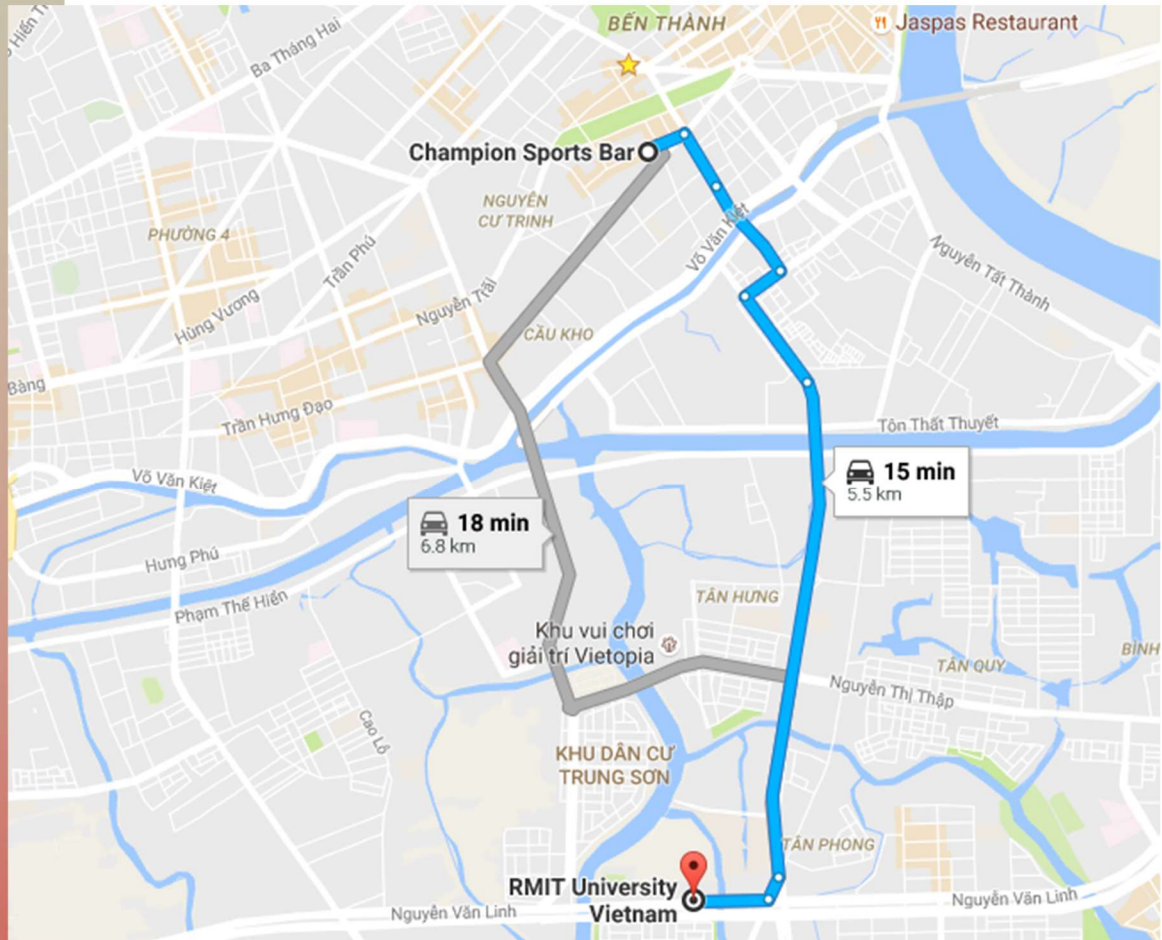 BẾN THÀNH
Jaspas Restaurant
Ba Tháng Hai
Champion Sports Bar
NGUYỄN
CƯ TRINH
PHƯỜNG 4
Trần Phú
Võ Văn Kiệt
Nguyễn Tất Thành
Hùng Vương
Nguyễn Trãi
CẦU KHO
Bàng
Trần Hưng Đạo
Tôn Thất Thuyết
15 min
5.5 km
Võ Văn Kiệt
18 min
6.8 km
Hưng Phú
Phạm Thế Hiển
TÂN HƯNG
Khu vui chơi
giải trí Vietopia
TÂN QUY
BÌNH
Nguyễn Thị Thập
Cao Lỗ
KHU DÂN CƯ
TRUNG SƠN
TÂN PHONG
RMIT University
Vietnam
Nguyễn Văn Linh
Nguyễn Văn Linh